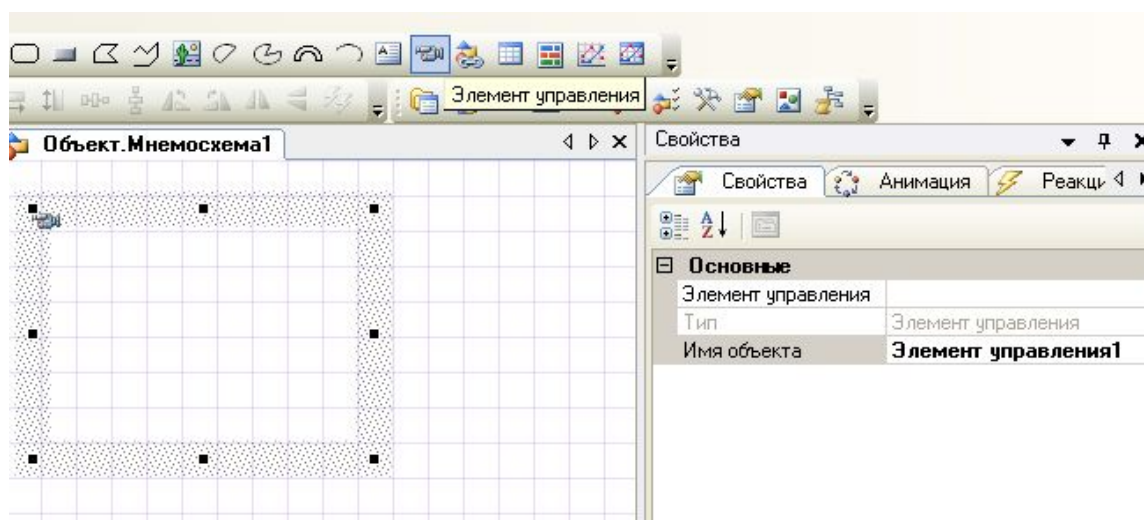 Элемент управления
Объект.Мнемосхема1
Свойства
Свойства Анимация Реакци
Основные
Элемент управления
Тип Элемент управления
Имя объекта Элемент управления1